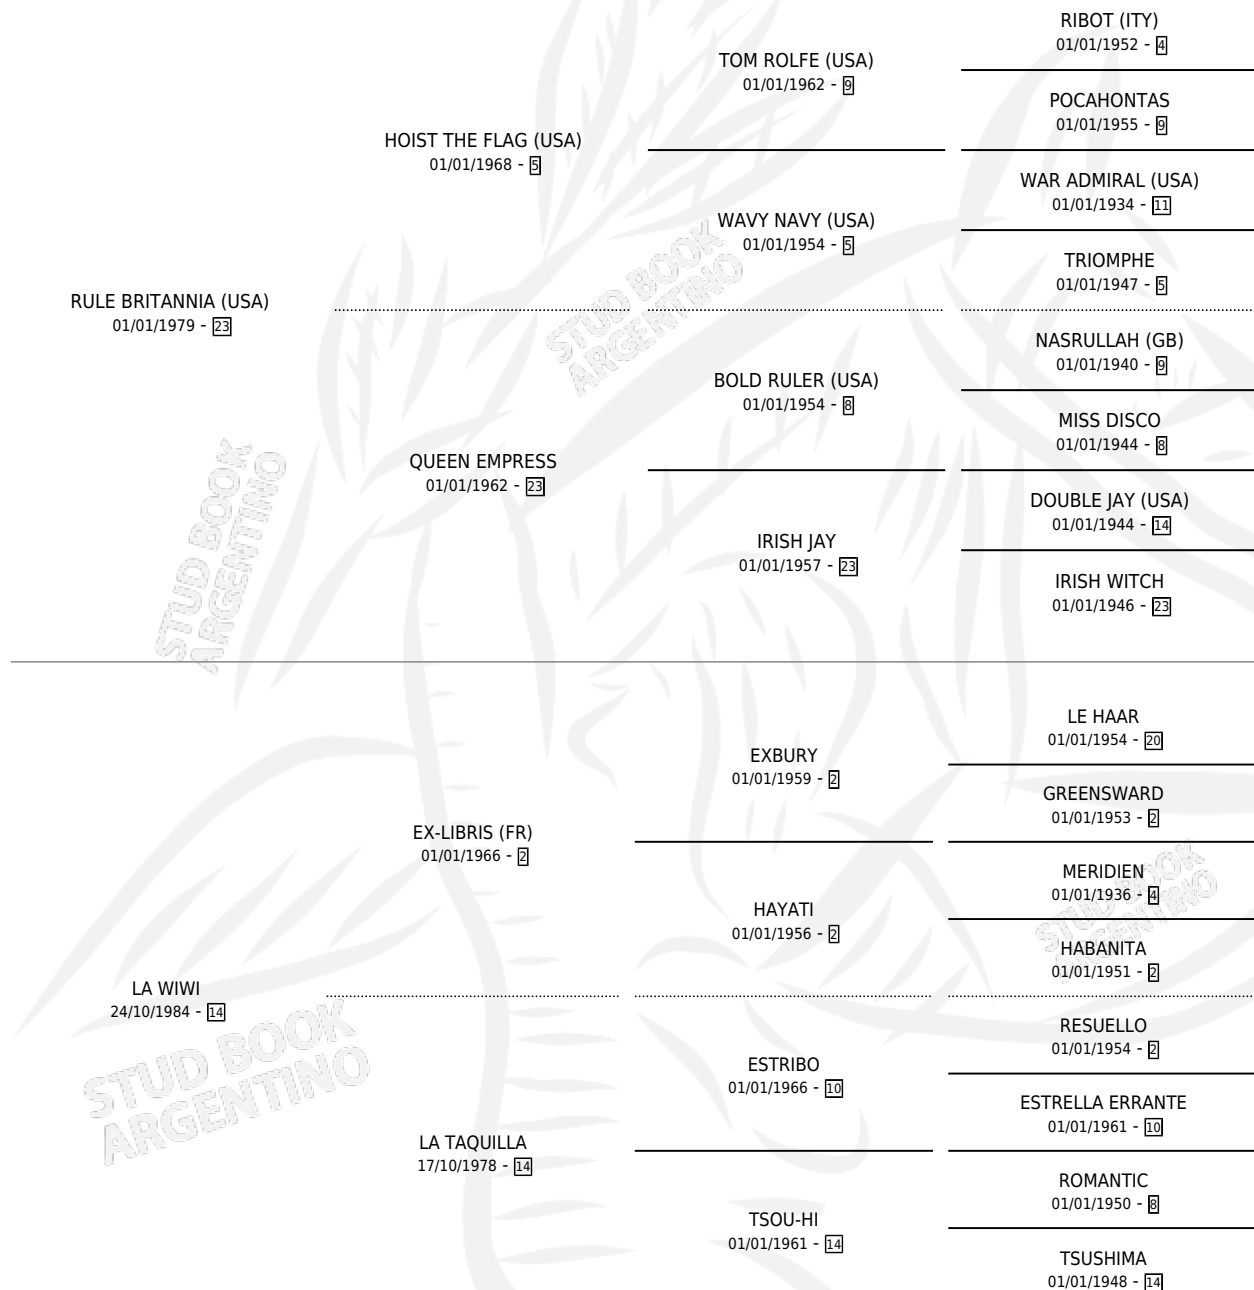 RIBOT (ITY)
01/01/1952 - 4
TOM ROLFE (USA)
01/01/1962 - 9
POCAHONTAS
01/01/1955 - 9
HOIST THE FLAG (USA)
01/01/1968 - 5
WAR ADMIRAL (USA)
01/01/1934 - 11
WAVY NAVY (USA)
01/01/1954 - 5
TRIOMPHE
01/01/1947 - 5
RULE BRITANNIA (USA)
01/01/1979 - 23
STUD BOOK
ARGENTINO
NASRULLAH (GB)
01/01/1940 - 9
BOLD RULER (USA)
01/01/1954 - 8
MISS DISCO
01/01/1944 - 8
QUEEN EMPRESS
01/01/1962 - 23
DOUBLE JAY (USA)
01/01/1944 - 14
IRISH JAY
01/01/1957 - 23
IRISH WITCH
01/01/1946 - 23
STUD BOOK
ARGENTINO
LE HAAR
01/01/1954 - 20
EXBURY
01/01/1959 - 2
GREENSWARD
01/01/1953 - 2
EX-LIBRIS (FR)
01/01/1966 - 2
MERIDIEN
01/01/1936 - 4
HAYATI
01/01/1956 - 2
STUD BOOK
ARGENTINO
HABANITA
01/01/1951 - 2
LA WIWI
24/10/1984 - 14
RESUELLO
01/01/1954 - 2
ESTRIBO
01/01/1966 - 10
ESTRELLA ERRANTE
01/01/1961 - 10
STUD BOOK
ARGENTINO
LA TAQUILLA
17/10/1978 - 14
ROMANTIC
01/01/1950 - 8
TSOU-HI
01/01/1961 - 14
TSUSHIMA
01/01/1948 - 14